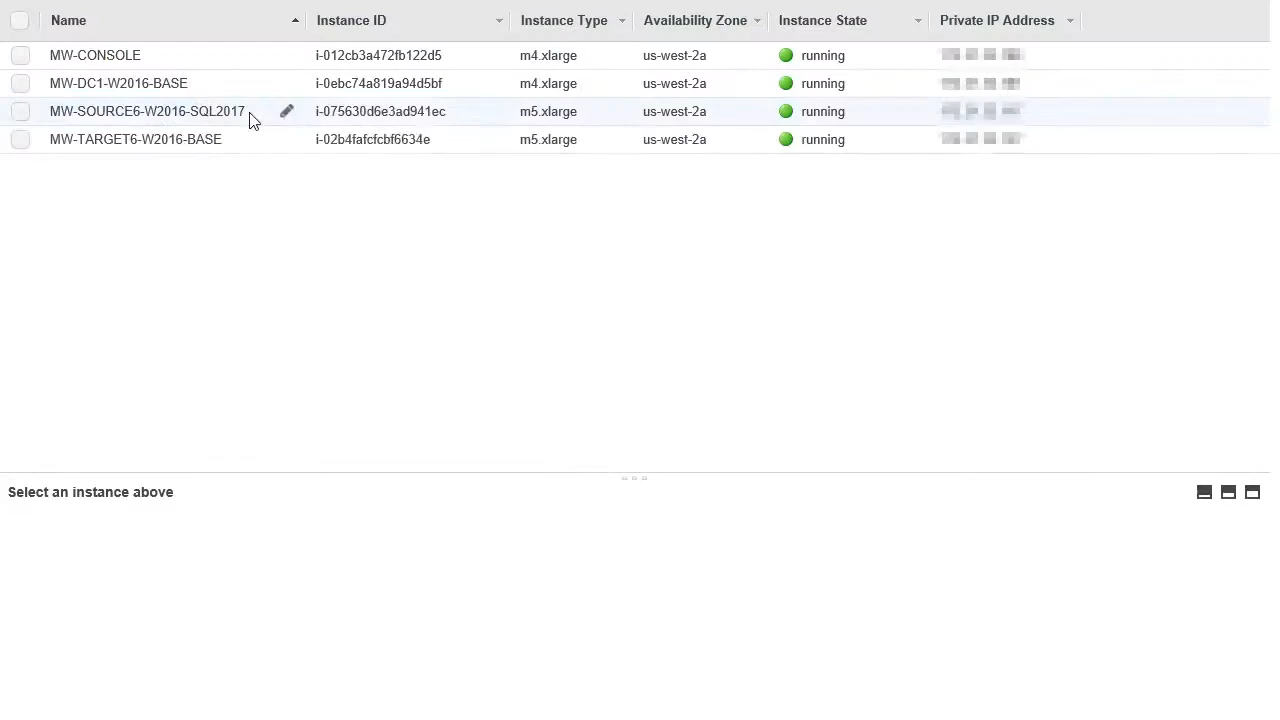 Name Instance ID Instance Type Availability Zone Instance State Private IP Address
MW-CONSOLE i-012cb3a472fb122d5 m4.xlarge us-west-2a running
MW-DC1-W2016-BASE i-0ebc74a819a94d5bf m4.xlarge us-west-2a running
MW-SOURCE6-W2016-SQL2017 i-075630d6e3ad941ec m5.xlarge us-west-2a running
MW-TARGET6-W2016-BASE i-02b4fafcfcbf6634e m5.xlarge us-west-2a running
Select an instance above